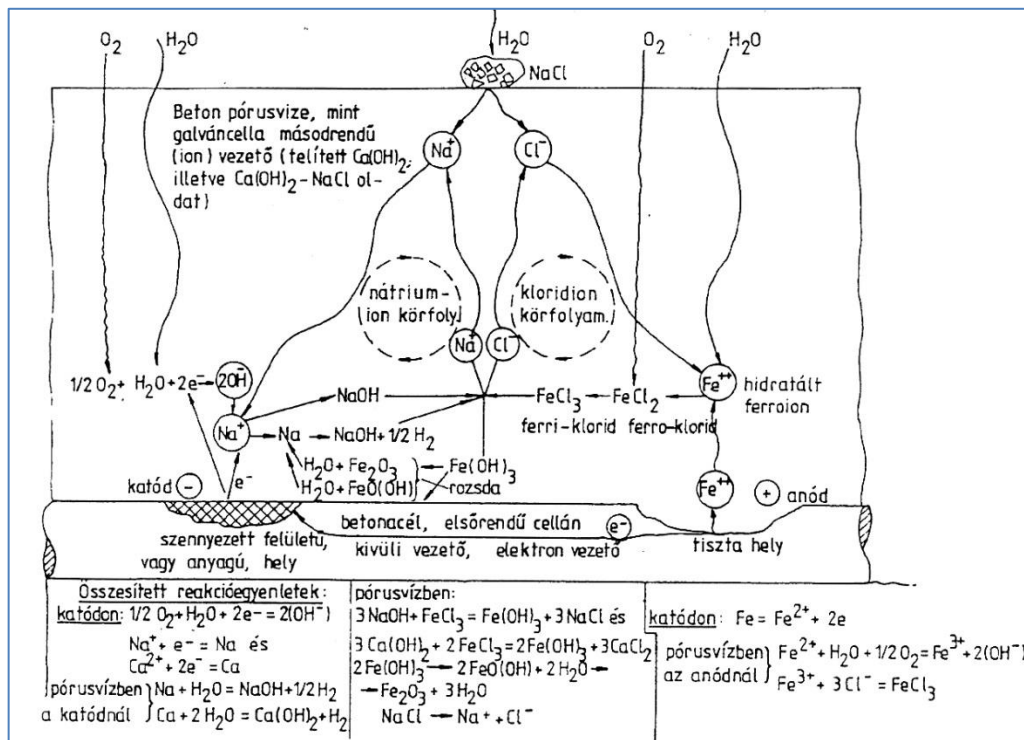 O₂ H₂O H₂O O₂ H₂O
NaCl
Beton pórusvize, mint
galváncella másodrendű
(ion) vezető (telített Ca(OH)₂,
illetve Ca(OH)₂-NaCl ol-
dat)
Na⁺ Cl⁻
nátrium-
ion körfoly.
kloridion
körfolyam.
Na⁺ Cl⁻
1/2 O₂ + H₂O + 2e⁻ → 2OH⁻
Fe⁺⁺ hidratált
ferroion
NaOH FeCl₃ ← FeCl₂
ferri-klorid ferro-klorid
Na⁺ → Na → NaOH + 1/2 H₂
H₂O + Fe₂O₃ ← Fe(OH)₃
H₂O + FeO(OH) rozsda
katód - e⁻ Fe⁺⁺ + anód
betonacél, elsőrendű cellán
kivüli vezető, elektron vezető e⁻
szennyezett felületű,
vagy anyagú, hely
tiszta hely
Összesített reakcióegyenletek:
katódon: 1/2 O₂+H₂O + 2e⁻ = 2(OH⁻)
Na⁺ + e⁻ = Na és
Ca²⁺ + 2e⁻ = Ca
pórusvízben } Na + H₂O = NaOH + 1/2 H₂
a katódnál } Ca + 2 H₂O = Ca(OH)₂ + H₂
pórusvízben:
3 NaOH + FeCl₃ = Fe(OH)₃ + 3 NaCl és
3 Ca(OH)₂ + 2 FeCl₃ = 2Fe(OH)₃ + 3CaCl₂
2 Fe(OH)₃ → 2 FeO(OH) + 2 H₂O →
→ Fe₂O₃ + 3 H₂O
NaCl → Na⁺ + Cl⁻
katódon: Fe = Fe²⁺ + 2e
pórusvízben } Fe²⁺ + H₂O + 1/2 O₂ = Fe³⁺ + 2(OH⁻)
az anódnál } Fe³⁺ + 3 Cl⁻ = FeCl₃